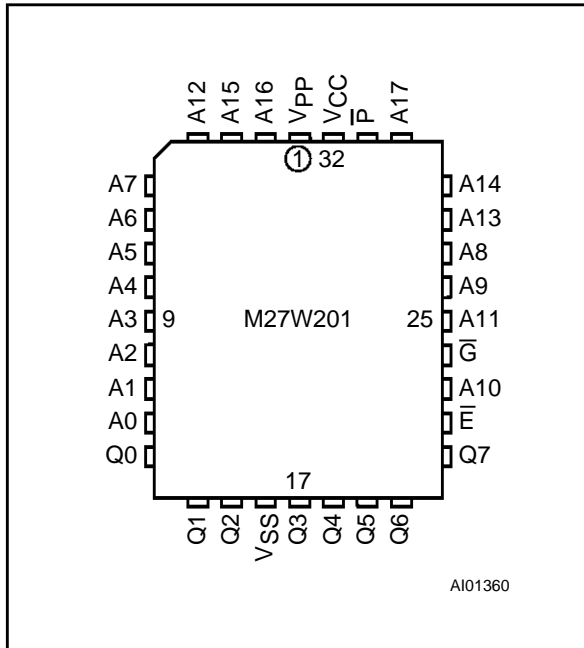 A12 A15 A16 VPP VCC P̅ A17
1 32
A7 A14
A6 A13
A5 A8
A4 A9
A3 9 M27W201 25 A11
A2 G̅
A1 A10
A0 E̅
Q0 Q7
17
Q1 Q2 VSS Q3 Q4 Q5 Q6
AI01360